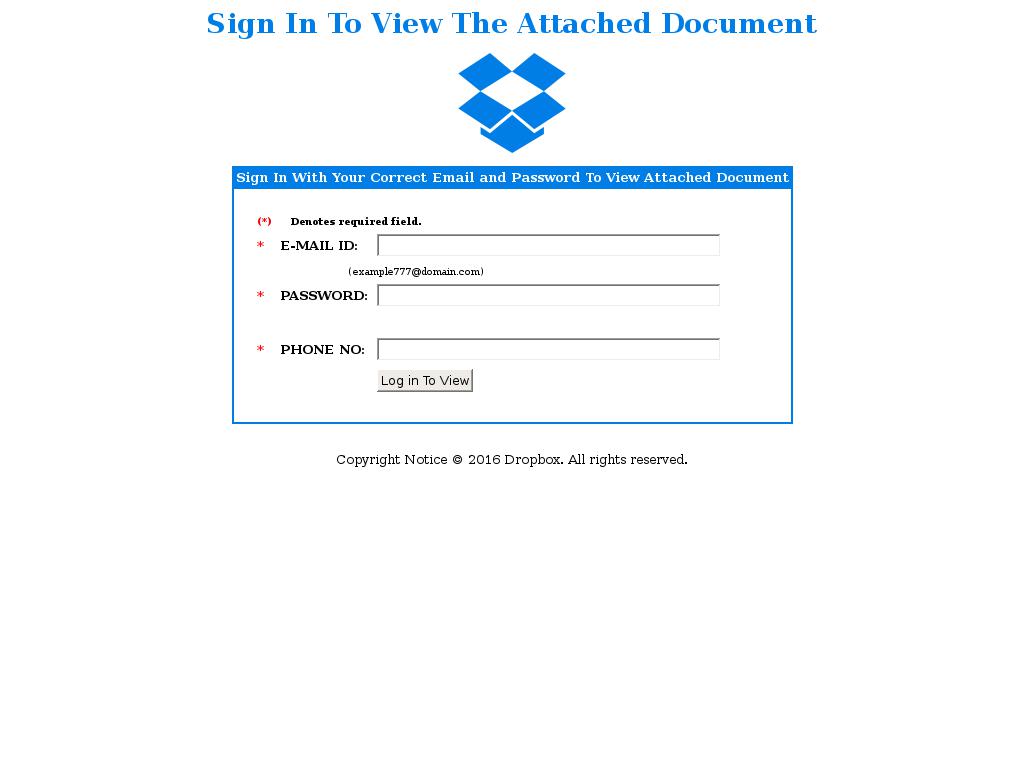 Sign In To View The Attached Document
Sign In With Your Correct Email and Password To View Attached Document
(*) Denotes required field.
* E-MAIL ID:
(example777@domain.com)
* PASSWORD:
* PHONE NO:
Log in To View
Copyright Notice © 2016 Dropbox. All rights reserved.